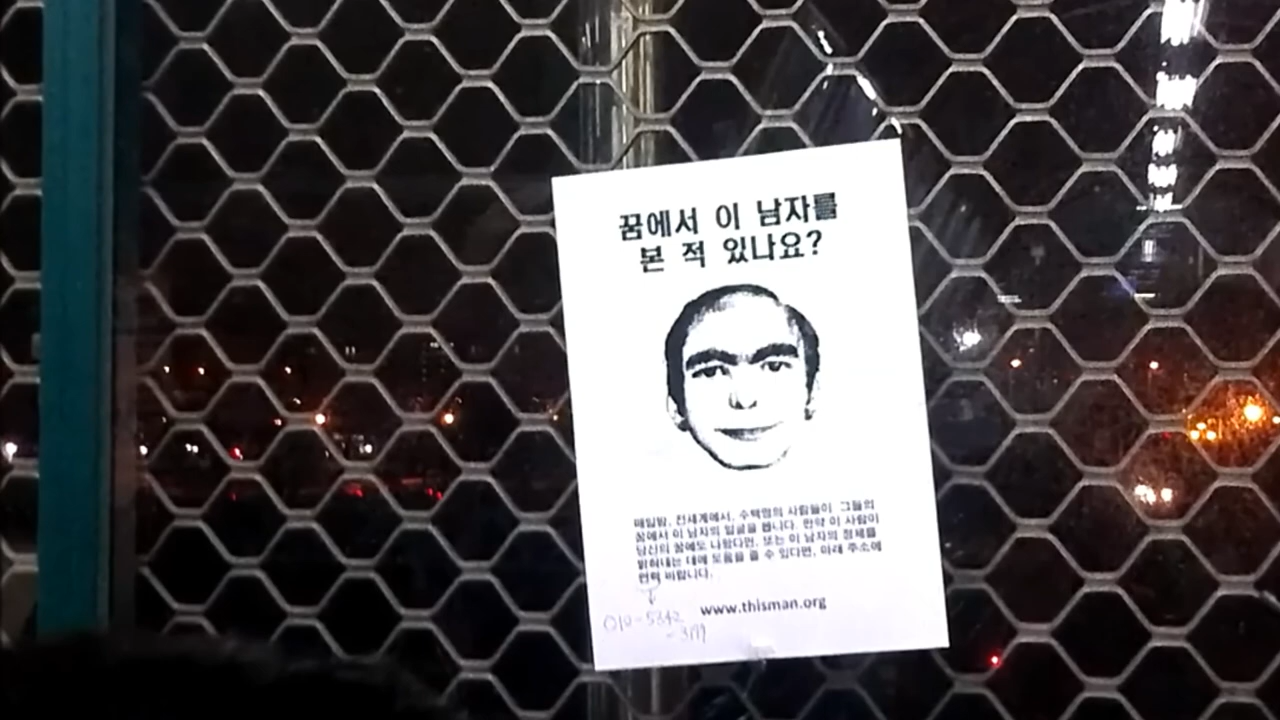 꿈에서 이 남자를
본 적 있나요?
매일밤, 전세계에서, 수백명의 사람들이 그들의
꿈에서 이 남자의 얼굴을 봅니다. 만약 이 사람이
당신의 꿈에도 나왔다면, 또는 이 남자의 정체를
밝혀내는 데에 도움을 줄 수 있다면, 아래 주소에
연락 바랍니다.
www.thisman.org
010-5342